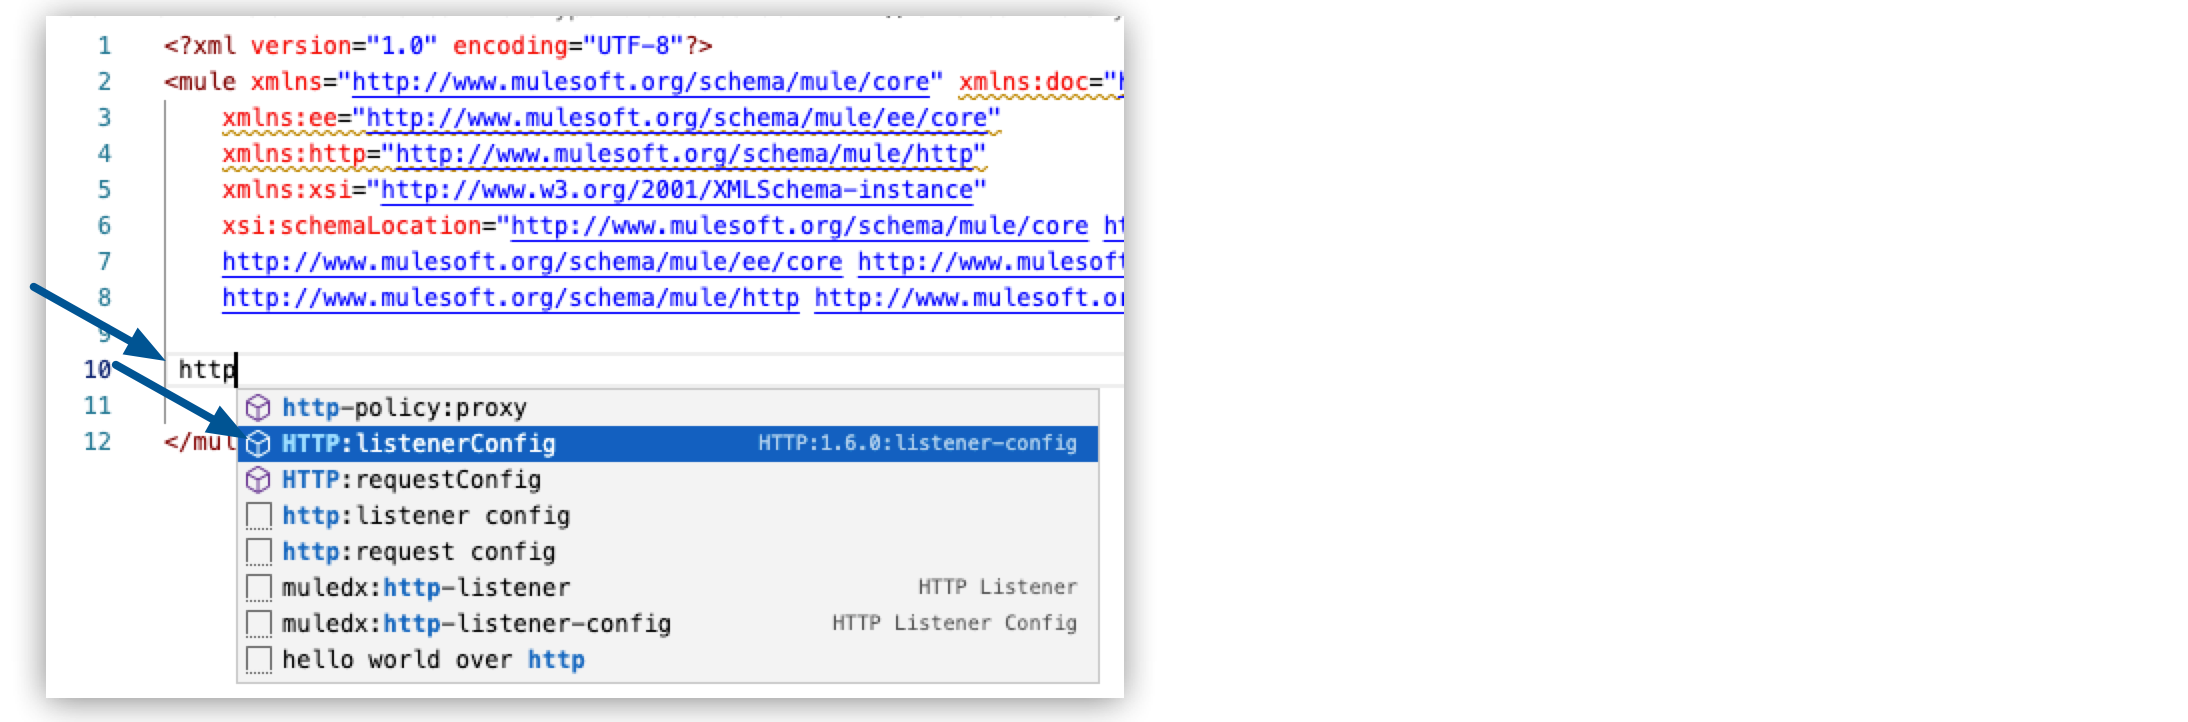 1 <?xml version="1.0" encoding="UTF-8"?>
2 <mule xmlns="http://www.mulesoft.org/schema/mule/core" xmlns:doc="
3 xmlns:ee="http://www.mulesoft.org/schema/mule/ee/core"
4 xmlns:http="http://www.mulesoft.org/schema/mule/http"
5 xmlns:xsi="http://www.w3.org/2001/XMLSchema-instance"
6 xsi:schemaLocation="http://www.mulesoft.org/schema/mule/core ht
7 http://www.mulesoft.org/schema/mule/ee/core http://www.mulesoft
8 http://www.mulesoft.org/schema/mule/http http://www.mulesoft.or
9
10 http
11 http-policy:proxy
12 </mul HTTP:listenerConfig HTTP:1.6.0:listener-config
HTTP:requestConfig
http:listener config
http:request config
muledx:http-listener HTTP Listener
muledx:http-listener-config HTTP Listener Config
hello world over http